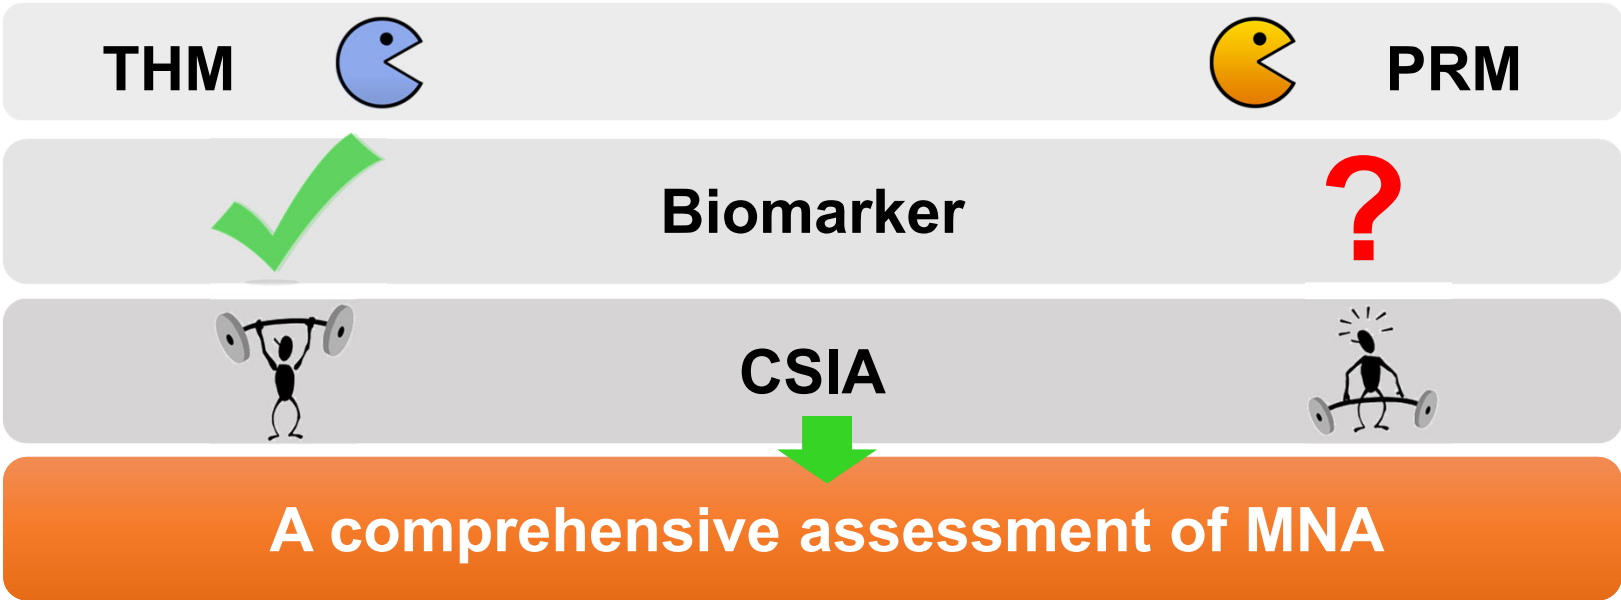 THM
PRM
Biomarker
?
CSIA
A comprehensive assessment of MNA